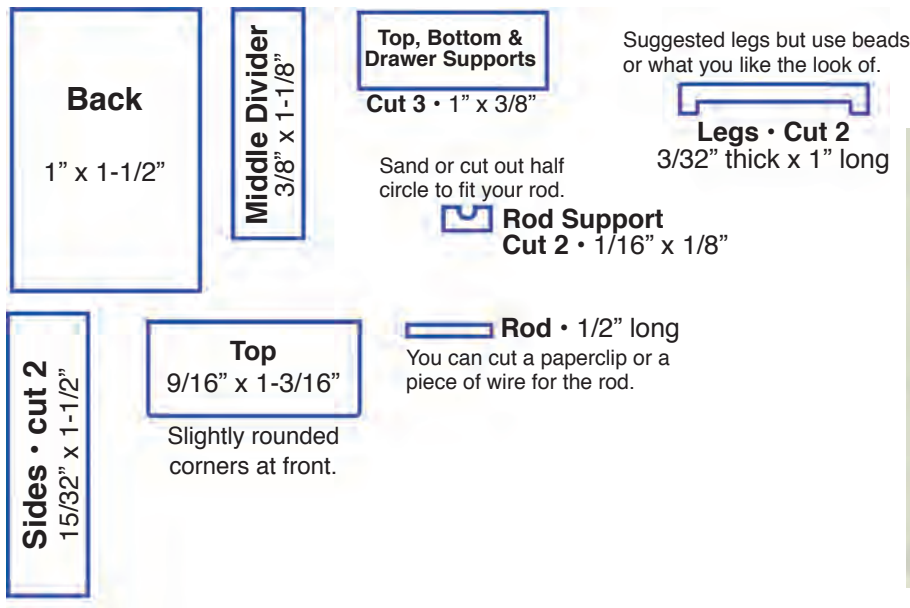 Back
1” x 1-1/2”
Middle Divider
3/8” x 1-1/8”
Top, Bottom &
Drawer Supports
Cut 3 • 1” x 3/8”
Suggested legs but use beads
or what you like the look of.
Legs • Cut 2
3/32” thick x 1” long
Sand or cut out half
circle to fit your rod.
Rod Support
Cut 2 • 1/16” x 1/8”
Sides • cut 2
15/32” x 1-1/2”
Top
9/16” x 1-3/16”
Slightly rounded
corners at front.
Rod • 1/2” long
You can cut a paperclip or a
piece of wire for the rod.